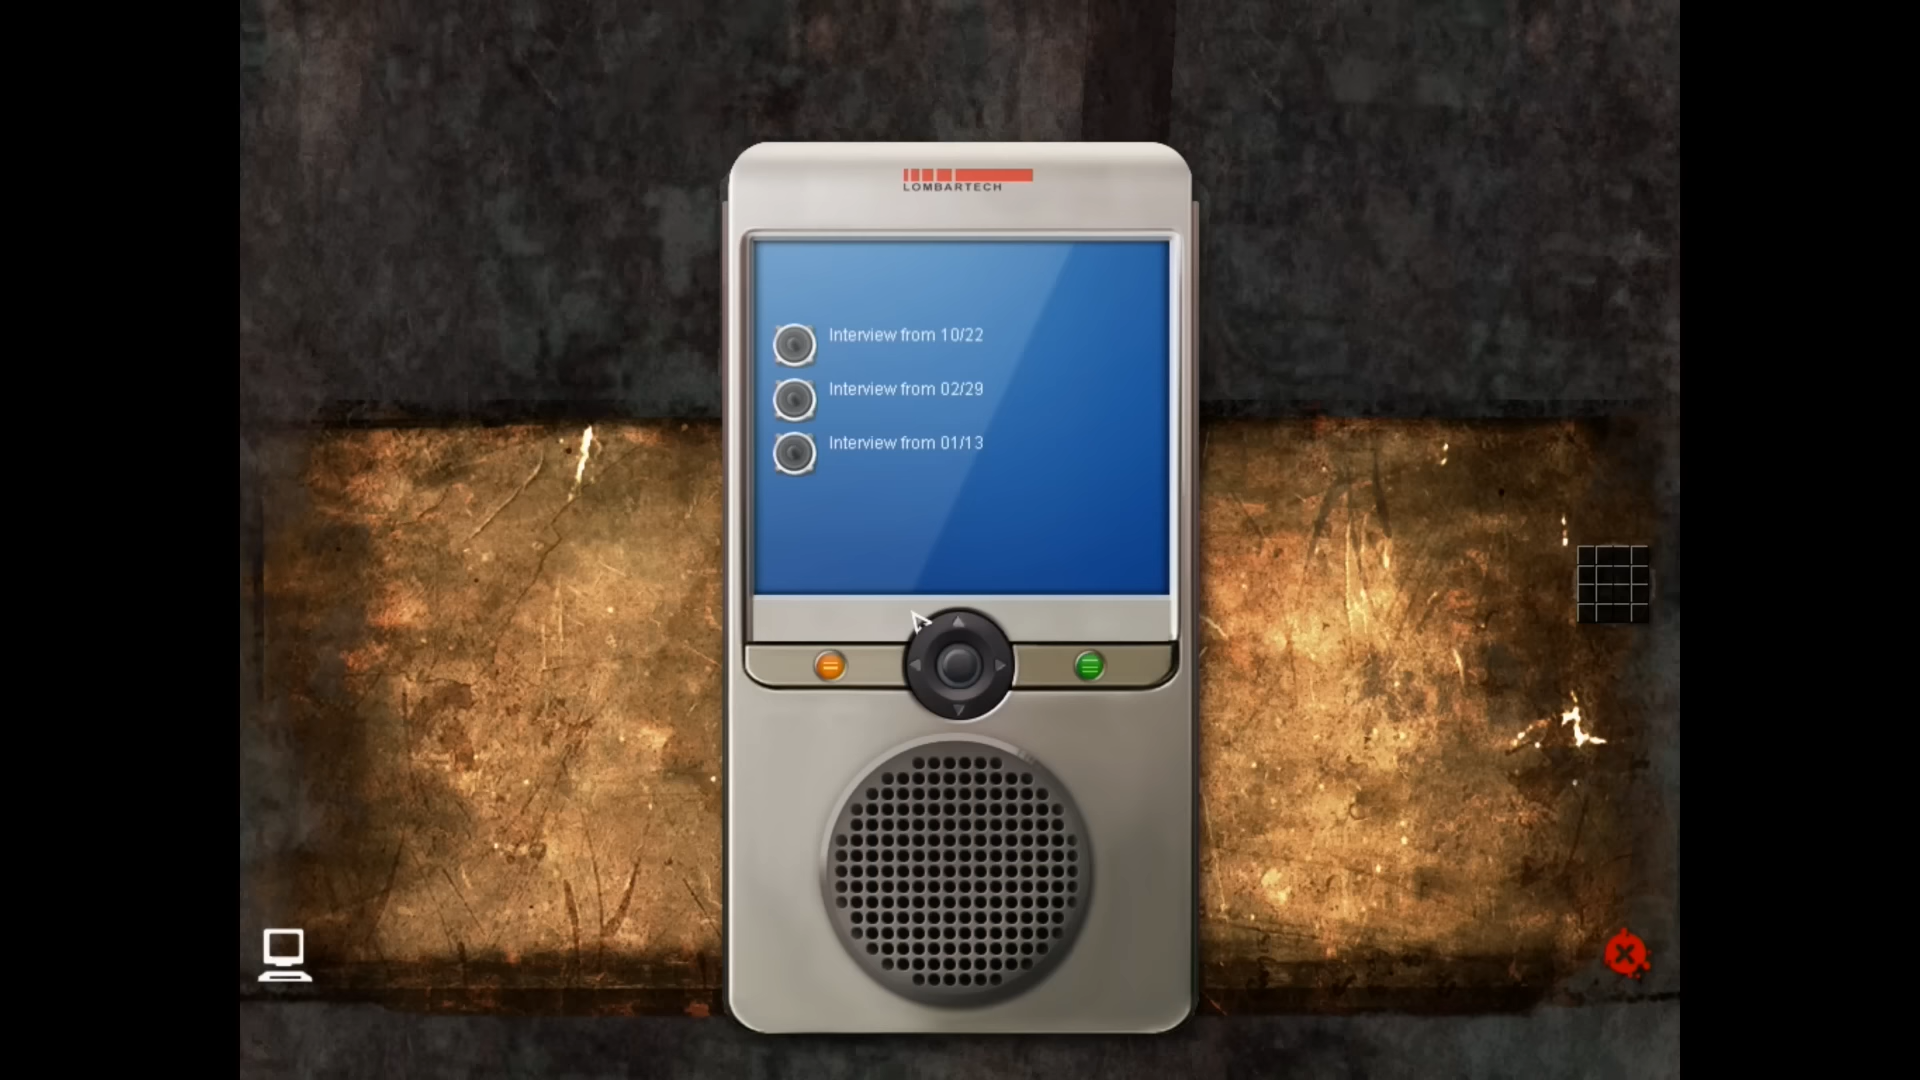 LOMBARTECH
Interview from 10/22
Interview from 02/29
Interview from 01/13